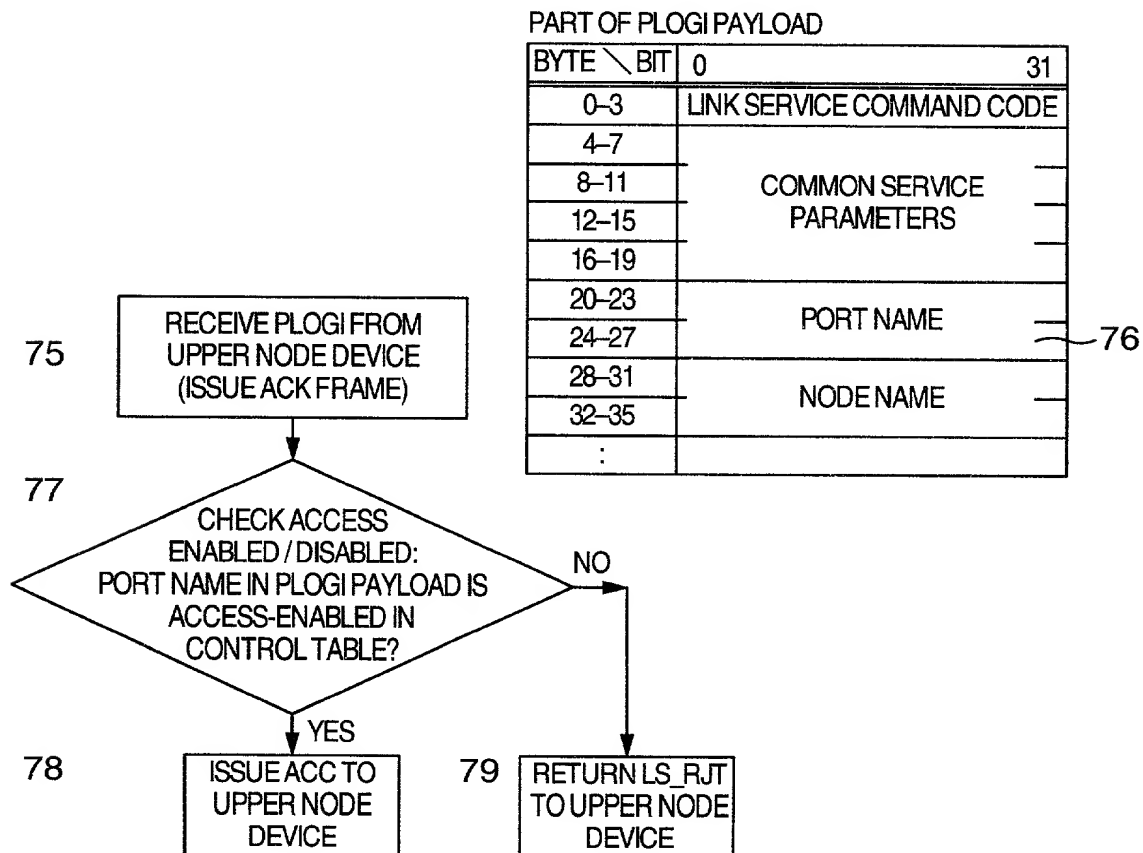 PART OF PLOGI PAYLOAD
BYTE \ BIT 0 31
0–3 LINK SERVICE COMMAND CODE
4–7
8–11 COMMON SERVICE
12–15 PARAMETERS
16–19
20–23 PORT NAME
24–27
76
28–31 NODE NAME
32–35
:
75
RECEIVE PLOGI FROM
UPPER NODE DEVICE
(ISSUE ACK FRAME)
77
CHECK ACCESS
ENABLED / DISABLED:
PORT NAME IN PLOGI PAYLOAD IS
ACCESS-ENABLED IN
CONTROL TABLE?
NO
YES
78
ISSUE ACC TO
UPPER NODE
DEVICE
79
RETURN LS_RJT
TO UPPER NODE
DEVICE